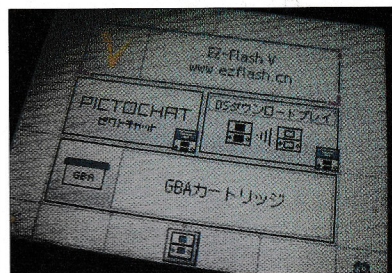 EZ-Flash V
www.ezflash.cn
PICTOCHAT
ピクトチャット
DSダウンロードプレイ
GBA
GBAカートリッジ